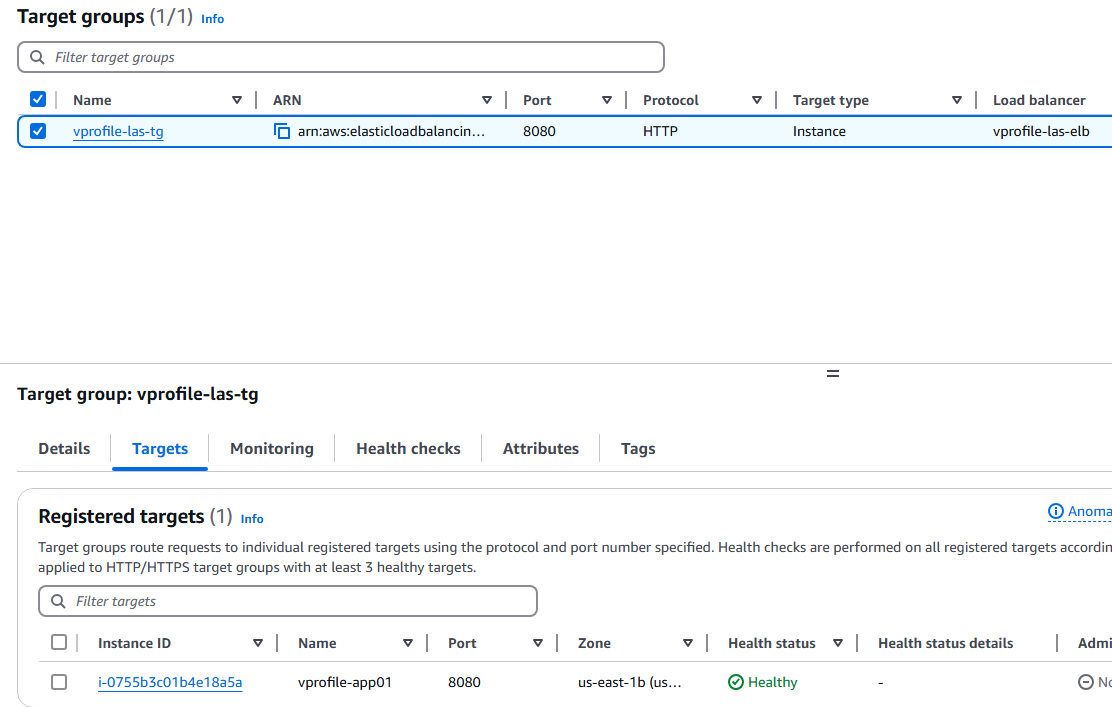 Target groups (1/1) Info
Filter target groups
Name ARN Port Protocol Target type Load balancer
vprofile-las-tg arn:aws:elasticloadbalancin… 8080 HTTP Instance vprofile-las-elb
Target group: vprofile-las-tg
Details Targets Monitoring Health checks Attributes Tags
Registered targets (1) Info Anoma
Target groups route requests to individual registered targets using the protocol and port number specified. Health checks are performed on all registered targets accordin
applied to HTTP/HTTPS target groups with at least 3 healthy targets.
Filter targets
Instance ID Name Port Zone Health status Health status details Admi
i-0755b3c01b4e18a5a vprofile-app01 8080 us-east-1b (us… Healthy - No